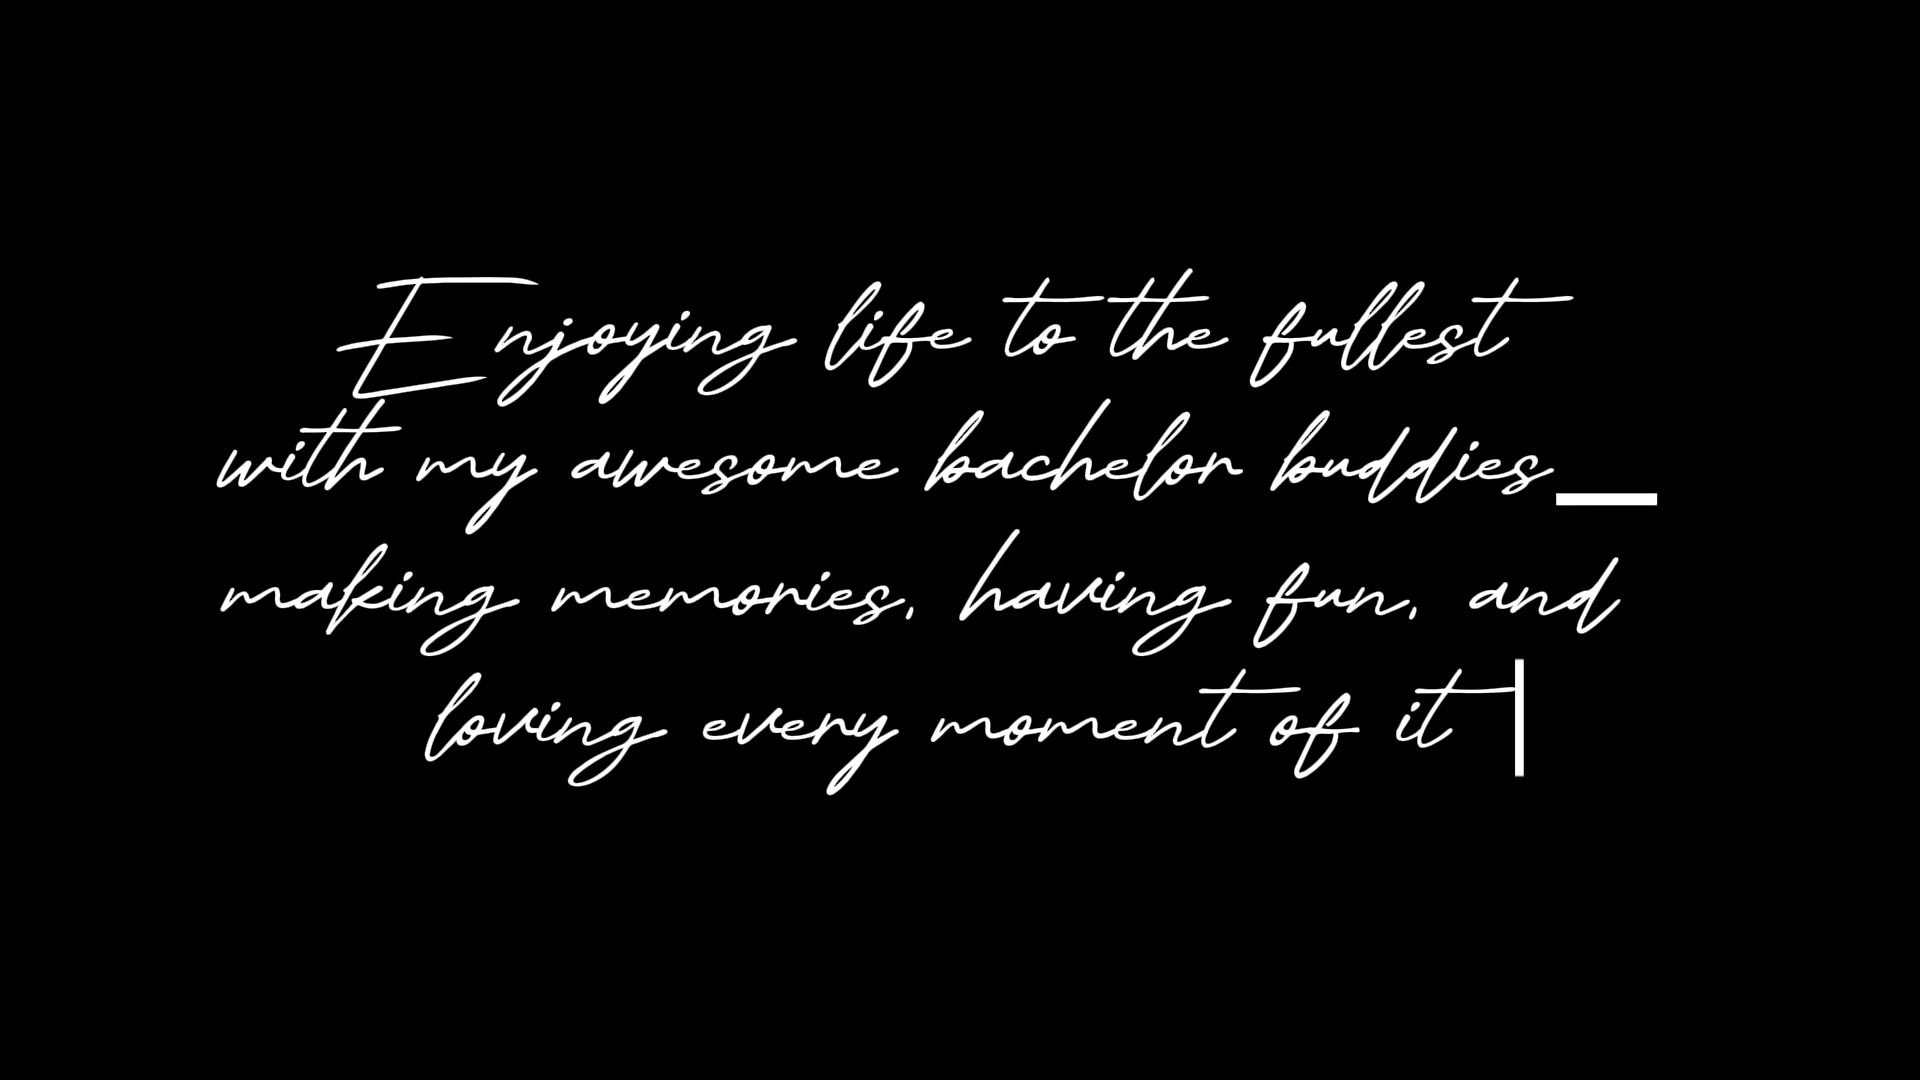 Enjoying life to the fullest
with my awesome bachelor buddies_
making memories, having fun, and
loving every moment of it |